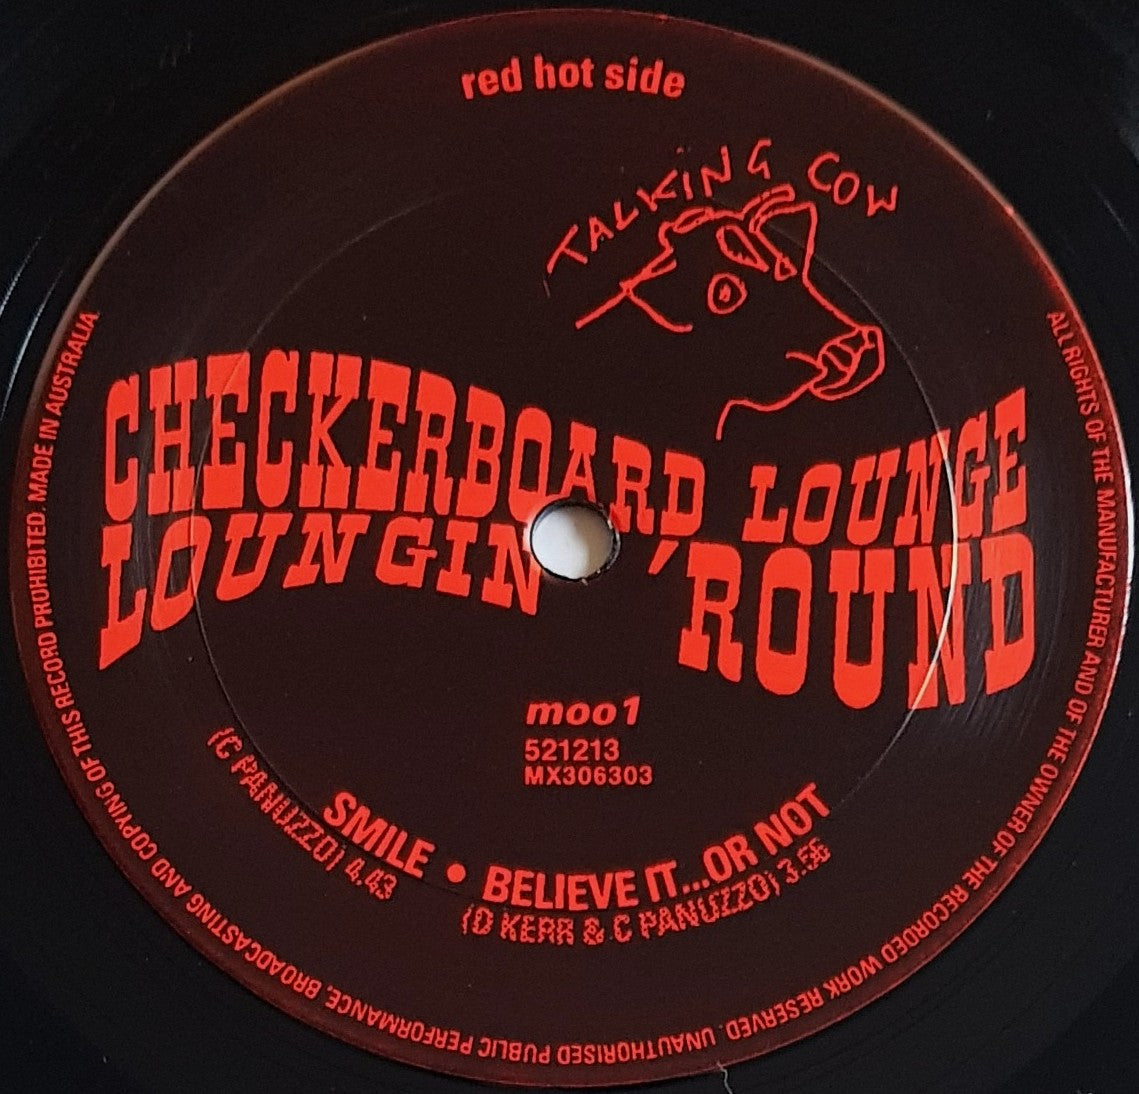 red hot side
TALKING COW
CHECKERBOARD LOUNGE
LOUNGIN 'ROUND
moo1
521213
MX306303
SMILE • BELIEVE IT...OR NOT
(C PANUZZO) 4.43 (D KERR & C PANUZZO) 3.56
ALL RIGHTS OF THE MANUFACTURER AND OF THE OWNER OF THE RECORDED WORK RESERVED. UNAUTHORISED PUBLIC PERFORMANCE, BROADCASTING AND COPYING OF THIS RECORD PROHIBITED. MADE IN AUSTRALIA